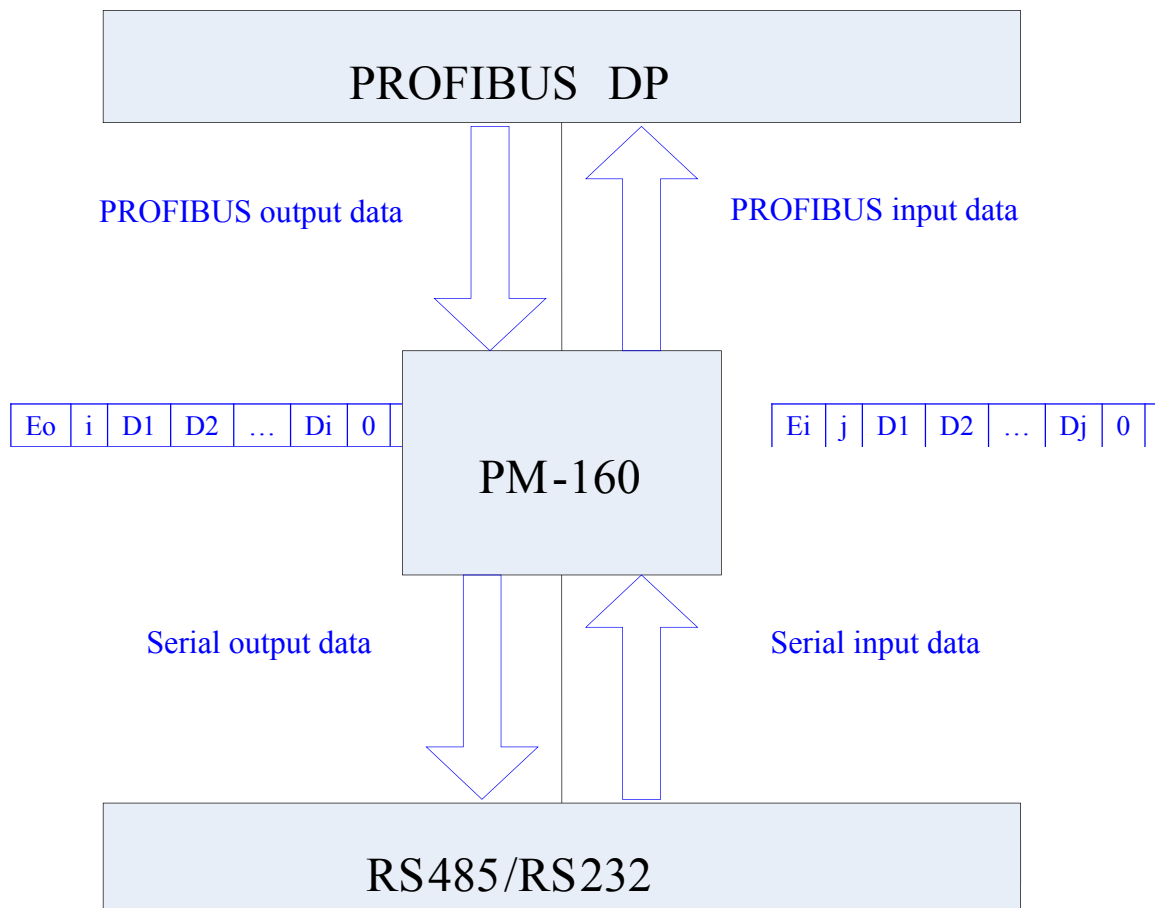 PROFIBUS DP
PROFIBUS output data
PROFIBUS input data
Eo i D1 D2 … Di 0
Ei j D1 D2 … Dj 0
PM-160
Serial output data
Serial input data
RS485/RS232